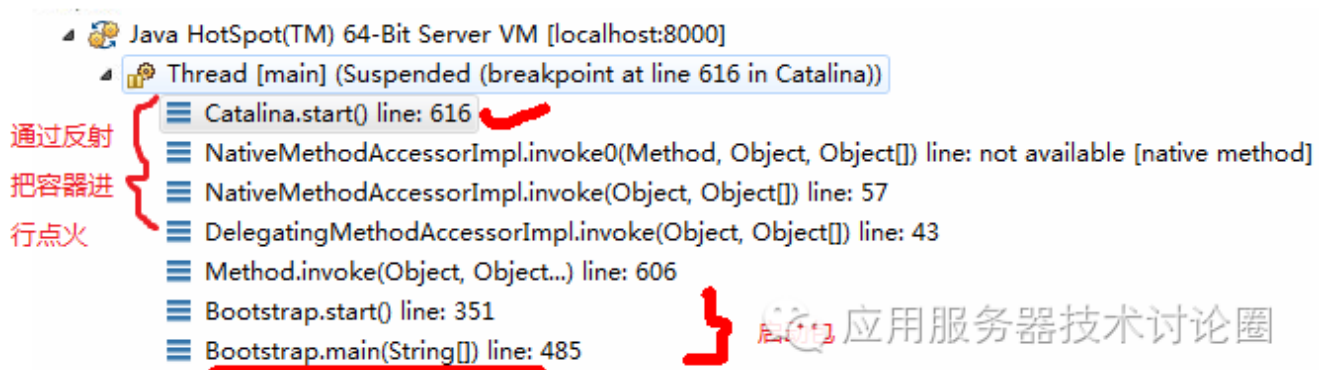 Java HotSpot(TM) 64-Bit Server VM [localhost:8000]
Thread [main] (Suspended (breakpoint at line 616 in Catalina))
Catalina.start() line: 616
通过反射
把容器进
行点火
NativeMethodAccessorImpl.invoke0(Method, Object, Object[]) line: not available [native method]
NativeMethodAccessorImpl.invoke(Object, Object[]) line: 57
DelegatingMethodAccessorImpl.invoke(Object, Object[]) line: 43
Method.invoke(Object, Object...) line: 606
Bootstrap.start() line: 351
Bootstrap.main(String[]) line: 485
应用服务器技术讨论圈